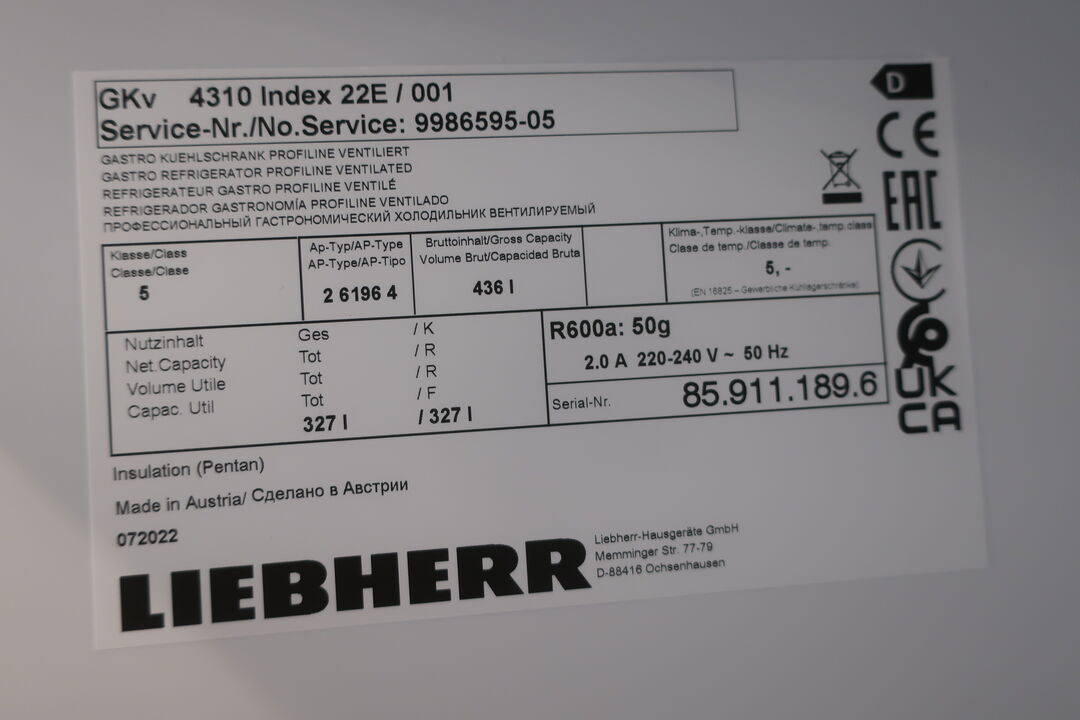 GKv 4310 Index 22E / 001
Service-Nr./No.Service: 9986595-05
GASTRO KUEHLSCHRANK PROFILINE VENTILIERT
GASTRO REFRIGERATOR PROFILINE VENTILATED
REFRIGERATEUR GASTRO PROFILINE VENTILÉ
REFRIGERADOR GASTRONOMÍA PROFILINE VENTILADO
ПРОФЕССИОНАЛЬНЫЙ ГАСТРОНОМИЧЕСКИЙ ХОЛОДИЛЬНИК ВЕНТИЛИРУЕМЫЙ
D
CE
EAC
UK
CA
Klasse/Class
Classe/Clase
5
Ap-Typ/AP-Type
AP-Type/AP-Tipo
2 6196 4
Bruttoinhalt/Gross Capacity
Volume Brut/Capacidad Bruta
436 l
Klima-,Temp.-klasse/Climate-,temp.class
Clase de temp./Classe de temp.
5, -
(EN 16825 – Gewerbliche Kühllagerschränke)
Nutzinhalt Ges / K
Net.Capacity Tot / R
Volume Utile Tot / R
Capac. Util Tot / F
327 l / 327 l
R600a: 50g
2.0 A 220-240 V ~ 50 Hz
Serial-Nr. 85.911.189.6
Insulation (Pentan)
Made in Austria/ Сделано в Австрии
072022
LIEBHERR
Liebherr-Hausgeräte GmbH
Memminger Str. 77-79
D-88416 Ochsenhausen